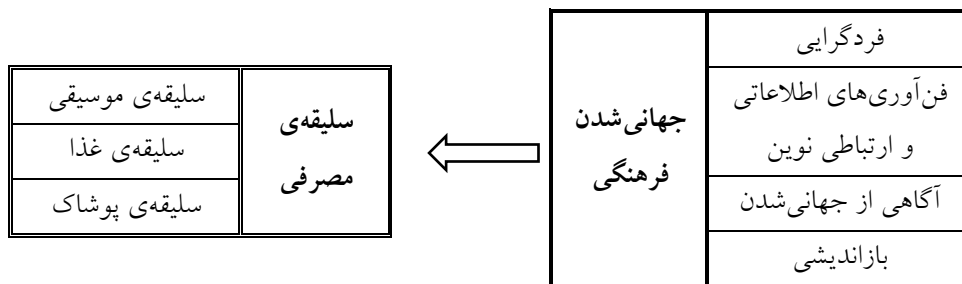 جهانی‌شدن
فرهنگی
فردگرایی
فن‌آوری‌های اطلاعاتی
و ارتباطی نوین
آگاهی از جهانی‌شدن
بازاندیشی
سلیقه‌ی
مصرفی
سلیقه‌ی موسیقی
سلیقه‌ی غذا
سلیقه‌ی پوشاک